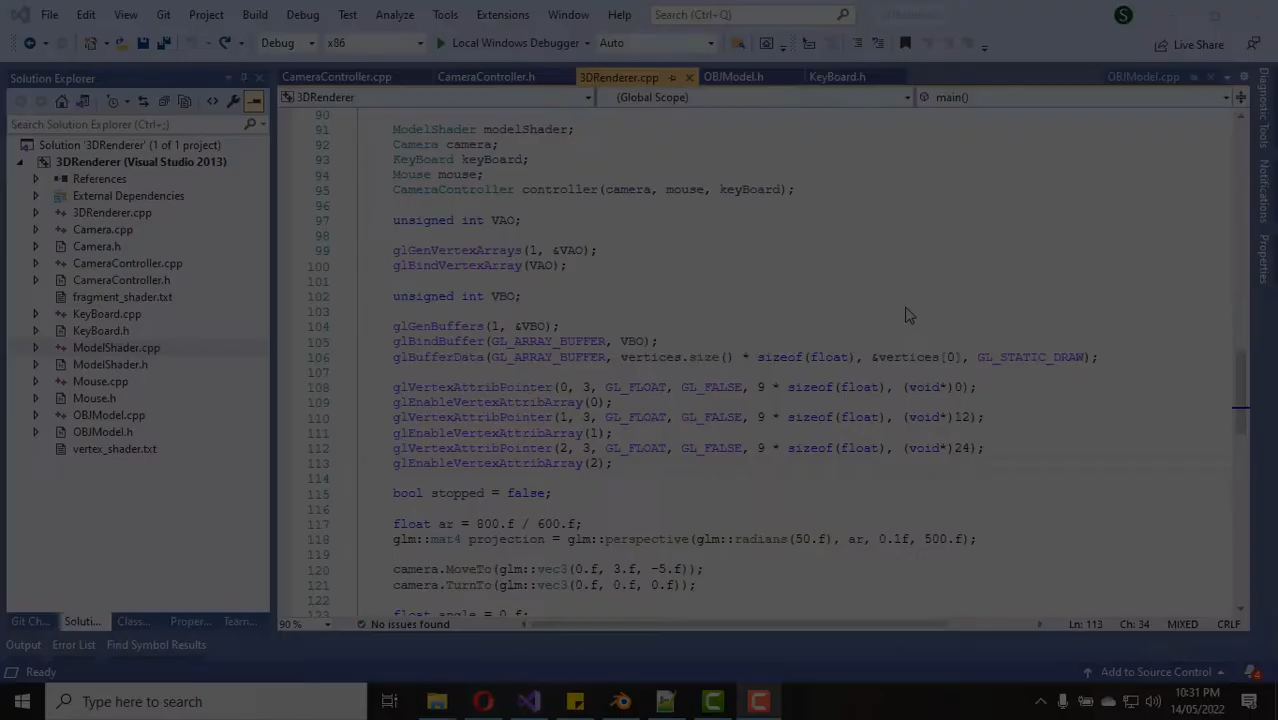 File Edit View Git Project Build Debug Test Analyze Tools Extensions Window Help Search (Ctrl+Q) 3DRenderer S
Debug x86 Local Windows Debugger Auto Live Share
Solution Explorer
Search Solution Explorer (Ctrl+;)
Solution '3DRenderer' (1 of 1 project)
3DRenderer (Visual Studio 2013)
References
External Dependencies
3DRenderer.cpp
Camera.cpp
Camera.h
CameraController.cpp
CameraController.h
fragment_shader.txt
KeyBoard.cpp
KeyBoard.h
ModelShader.cpp
ModelShader.h
Mouse.cpp
Mouse.h
OBJModel.cpp
OBJModel.h
vertex_shader.txt
Git Ch... Soluti... Class... Proper... Team...
CameraController.cpp CameraController.h 3DRenderer.cpp OBJModel.h KeyBoard.h OBJModel.cpp
3DRenderer (Global Scope) main()
90
91 ModelShader modelShader;
92 Camera camera;
93 KeyBoard keyBoard;
94 Mouse mouse;
95 CameraController controller(camera, mouse, keyBoard);
96
97 unsigned int VAO;
98
99 glGenVertexArrays(1, &VAO);
100 glBindVertexArray(VAO);
101
102 unsigned int VBO;
103
104 glGenBuffers(1, &VBO);
105 glBindBuffer(GL_ARRAY_BUFFER, VBO);
106 glBufferData(GL_ARRAY_BUFFER, vertices.size() * sizeof(float), &vertices[0], GL_STATIC_DRAW);
107
108 glVertexAttribPointer(0, 3, GL_FLOAT, GL_FALSE, 9 * sizeof(float), (void*)0);
109 glEnableVertexAttribArray(0);
110 glVertexAttribPointer(1, 3, GL_FLOAT, GL_FALSE, 9 * sizeof(float), (void*)12);
111 glEnableVertexAttribArray(1);
112 glVertexAttribPointer(2, 3, GL_FLOAT, GL_FALSE, 9 * sizeof(float), (void*)24);
113 glEnableVertexAttribArray(2);
114
115 bool stopped = false;
116
117 float ar = 800.f / 600.f;
118 glm::mat4 projection = glm::perspective(glm::radians(50.f), ar, 0.1f, 500.f);
119
120 camera.MoveTo(glm::vec3(0.f, 3.f, -5.f));
121 camera.TurnTo(glm::vec3(0.f, 0.f, 0.f));
122
123 float angle = 0.f;
90 % No issues found Ln: 113 Ch: 34 MIXED CRLF
Diagnostic Tools
Properties
Output Error List Find Symbol Results
Ready Add to Source Control 4
Type here to search
10:31 PM
14/05/2022